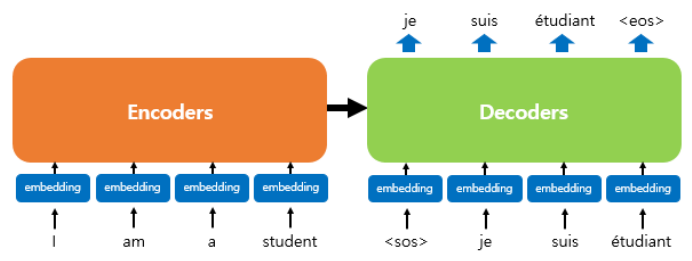 je suis étudiant <eos>
Encoders Decoders
embedding embedding embedding embedding embedding embedding embedding embedding
I am a student <sos> je suis étudiant